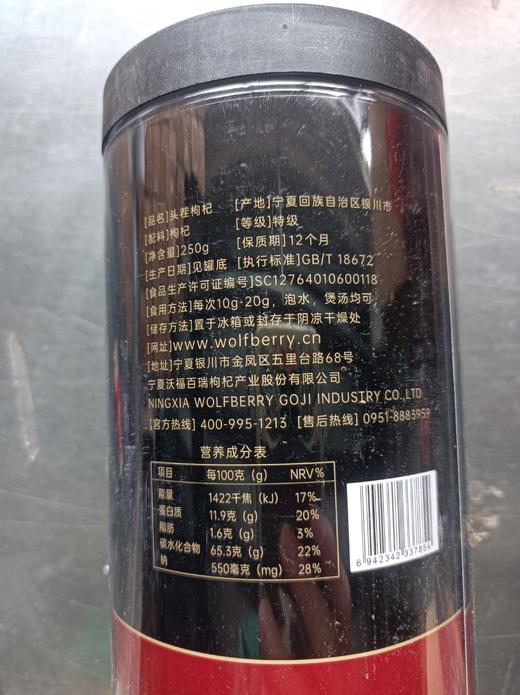 [品名]头茬枸杞 [产地]宁夏回族自治区银川市
[配料]枸杞 [等级]特级
[净含量]250g [保质期]12个月
[生产日期]见罐底 [执行标准]GB/T 18672
[食品生产许可证编号]SC12764010600118
[食用方法]每次10g-20g，泡水、煲汤均可
[储存方法]置于冰箱或封存于阴凉干燥处
[网址]www.wolfberry.cn
[地址]宁夏银川市金凤区五里台路68号
宁夏沃福百瑞枸杞产业股份有限公司
NINGXIA WOLFBERRY GOJI INDUSTRY CO.,LTD
[官方热线] 400-995-1213 [售后热线] 0951-8883959
营养成分表
项目 每100克 (g) NRV%
能量 1422千焦 (kJ) 17%
蛋白质 11.9克 (g) 20%
脂肪 1.6克 (g) 3%
碳水化合物 65.3克 (g) 22%
钠 550毫克 (mg) 28%
6 942342 337854